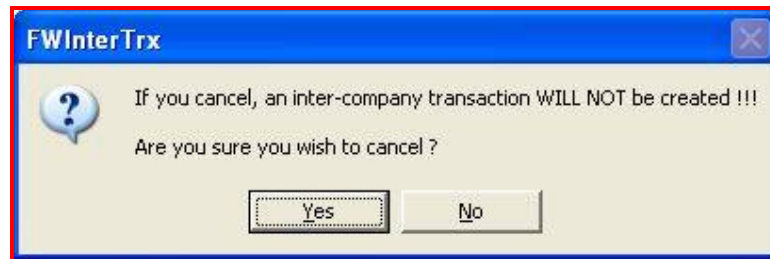 FWInterTrx
If you cancel, an inter-company transaction WILL NOT be created !!!
Are you sure you wish to cancel ?
Yes No